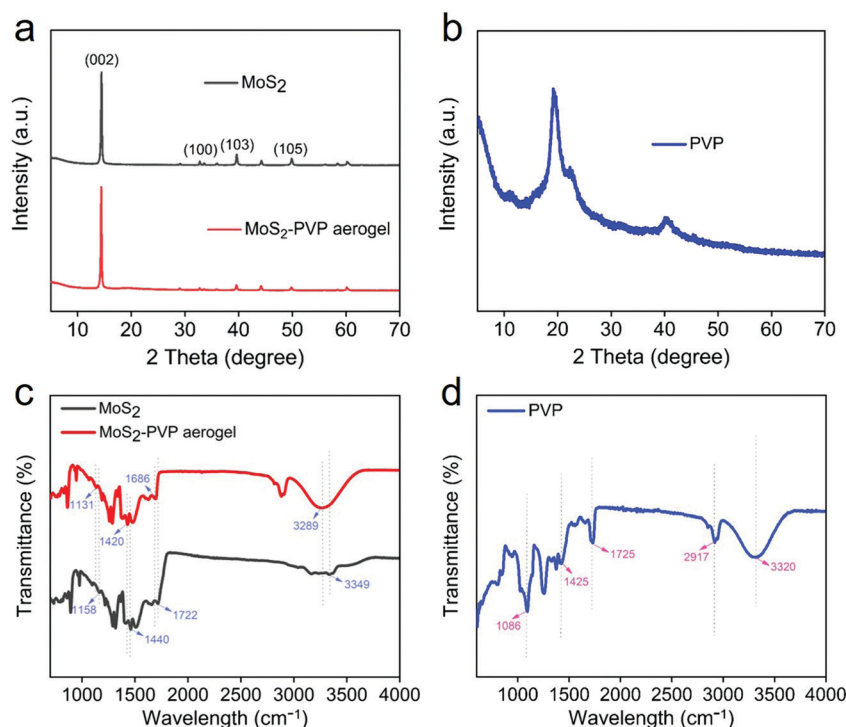 a
(002)
MoS2
(100)
(103)
(105)
MoS2-PVP aerogel
Intensity (a.u.)
10
20
30
40
50
60
70
2 Theta (degree)
b
PVP
Intensity (a.u.)
10
20
30
40
50
60
70
2 Theta (degree)
c
MoS2
MoS2-PVP aerogel
Transmittance (%)
1131
1420
1686
3289
1158
1440
1722
3349
1000
1500
2000
2500
3000
3500
4000
Wavelength (cm⁻¹)
d
PVP
Transmittance (%)
1086
1425
1725
2917
3320
1000
1500
2000
2500
3000
3500
4000
Wavelength (cm⁻¹)